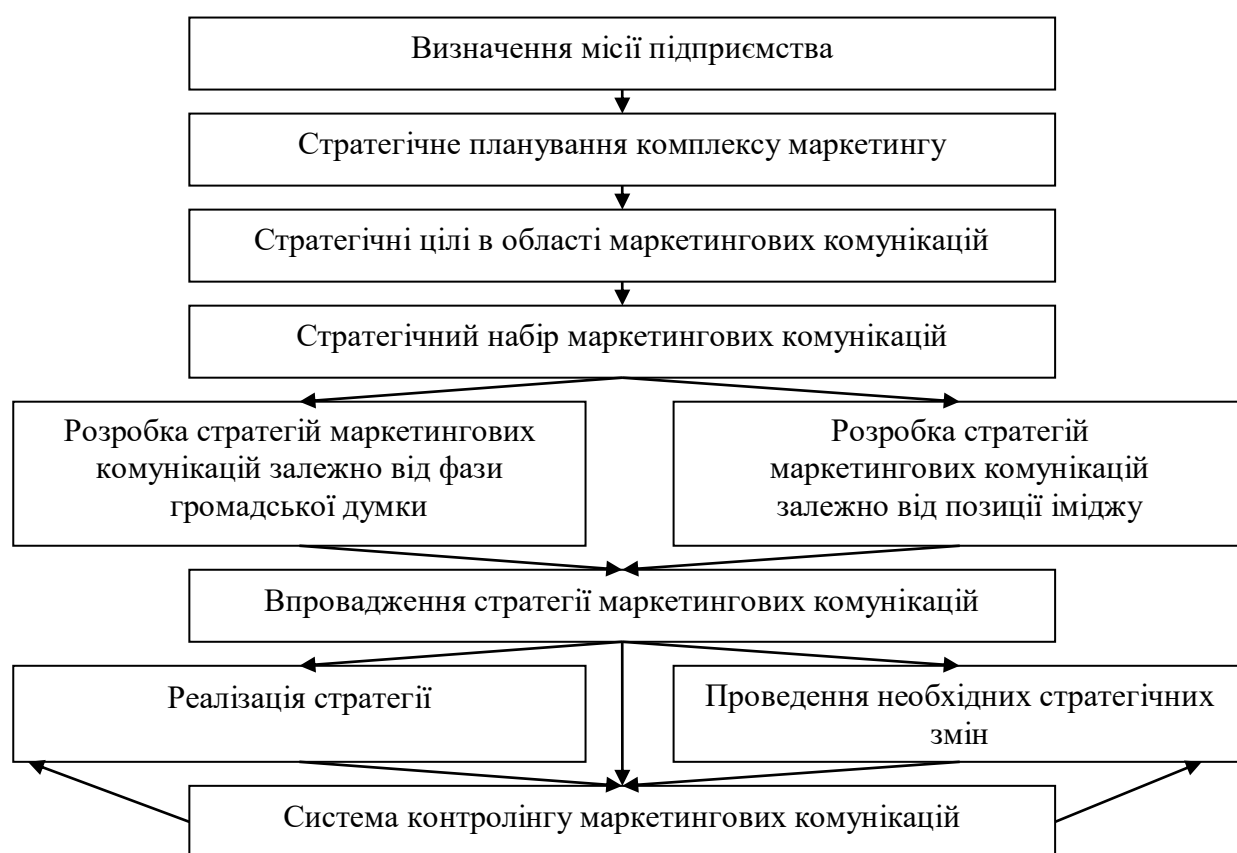 Визначення місії підприємства
Стратегічне планування комплексу маркетингу
Стратегічні цілі в області маркетингових комунікацій
Стратегічний набір маркетингових комунікацій
Розробка стратегій маркетингових
комунікацій залежно від фази
громадської думки
Розробка стратегій
маркетингових комунікацій
залежно від позиції іміджу
Впровадження стратегії маркетингових комунікацій
Реалізація стратегії
Проведення необхідних стратегічних
змін
Система контролінгу маркетингових комунікацій